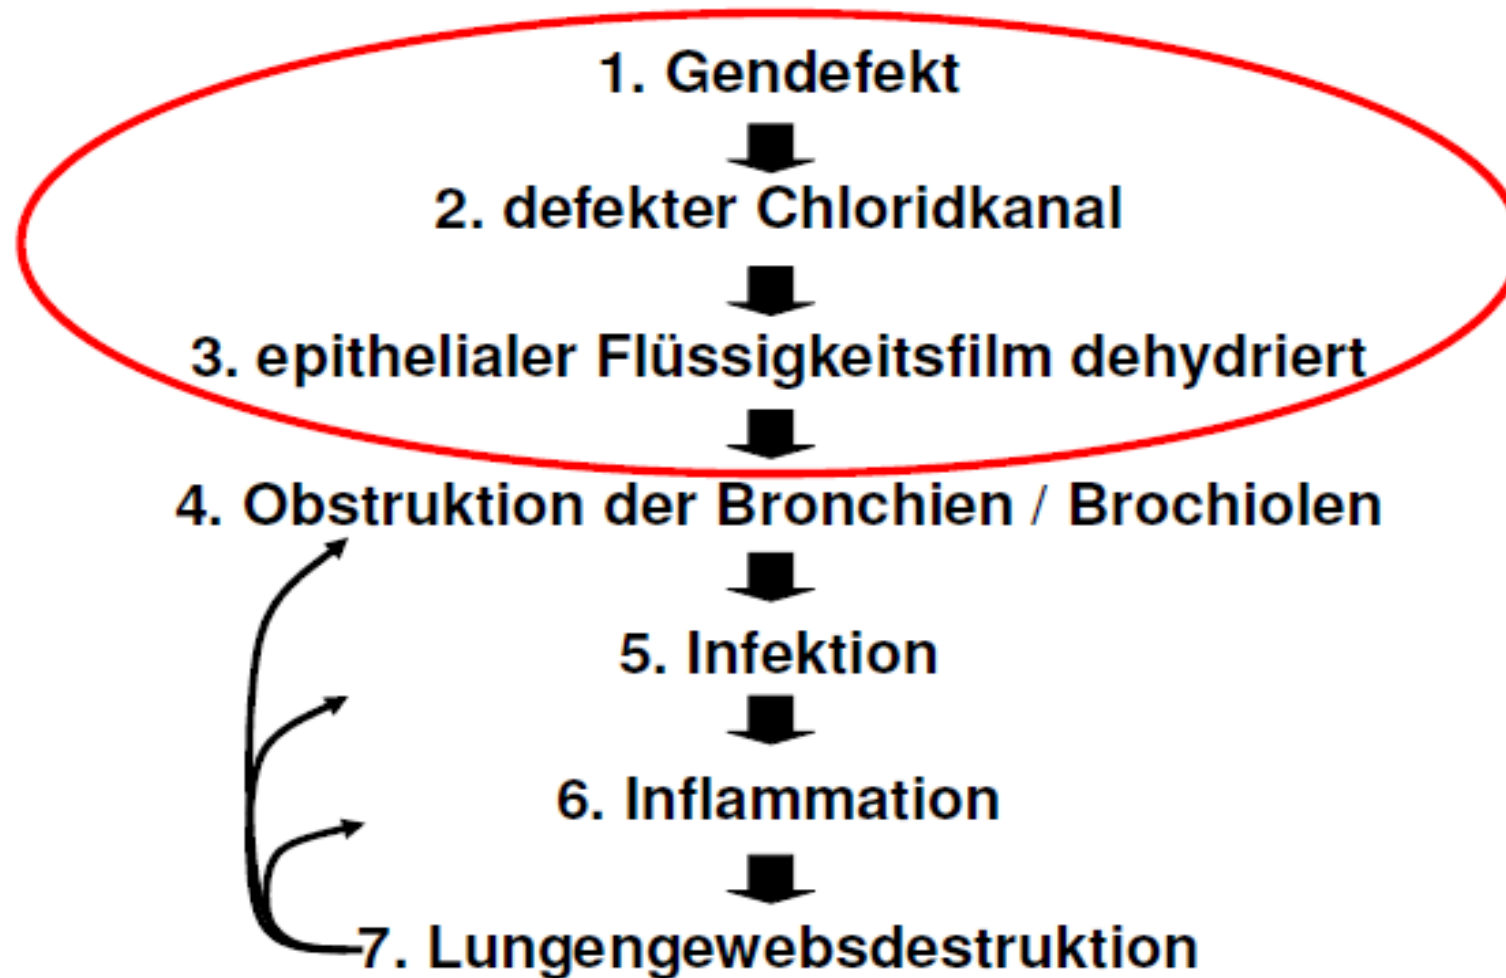 1. Gendefekt
2. defekter Chloridkanal
3. epithelialer Flüssigkeitsfilm dehydriert
4. Obstruktion der Bronchien / Brochiolen
5. Infektion
6. Inflammation
7. Lungengewebsdestruktion